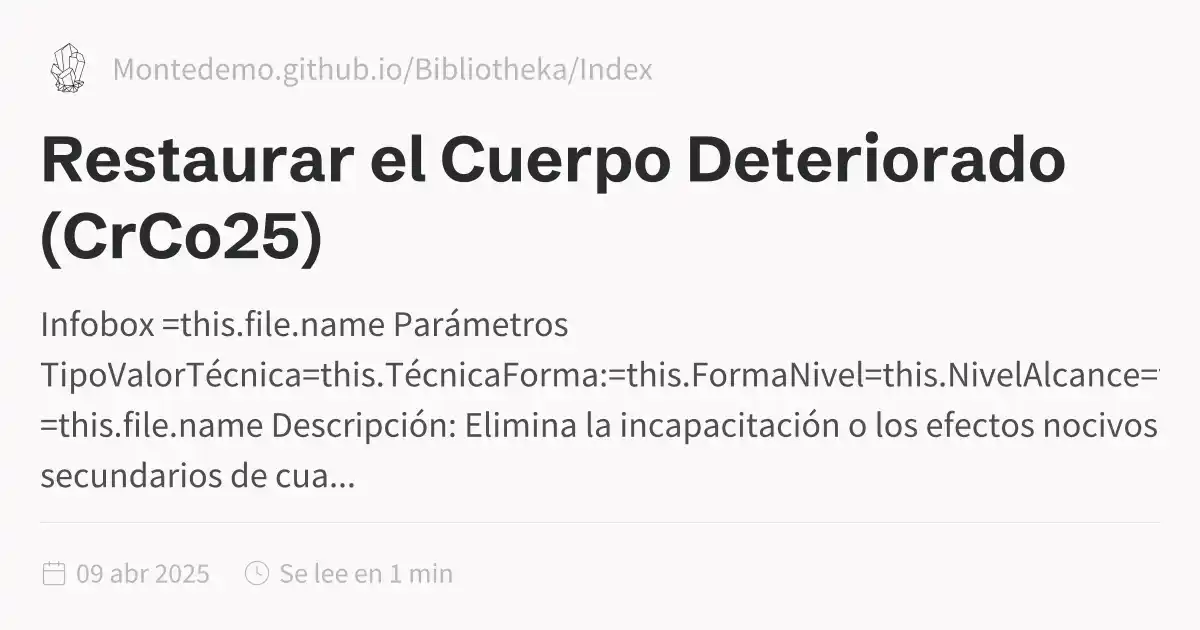 Montedemo.github.io/Bibliotheka/Index
Restaurar el Cuerpo Deteriorado
(CrCo25)
Infobox =this.file.name Parámetros
TipoValorTécnica=this.TécnicaForma:=this.FormaNivel=this.NivelAlcance=
=this.file.name Descripción: Elimina la incapacitación o los efectos nocivos
secundarios de cua...
09 abr 2025
Se lee en 1 min